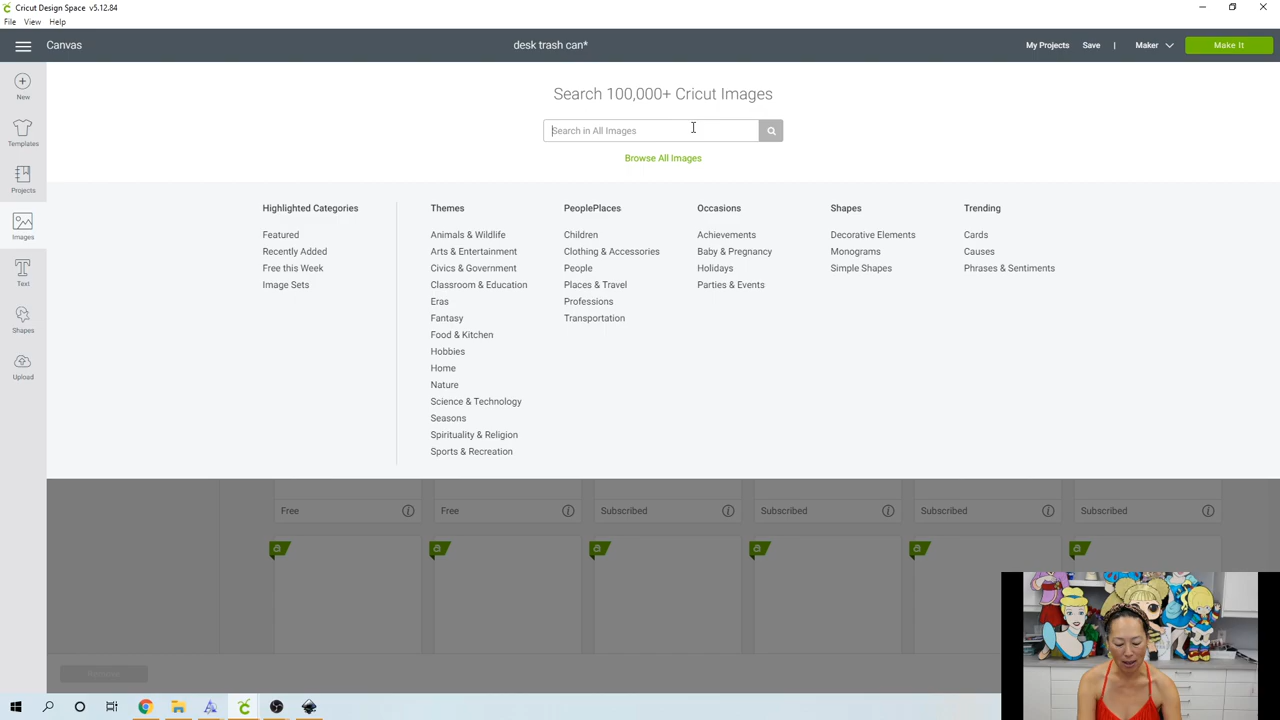 Cricut Design Space v5.12.84
File View Help
Canvas
desk trash can*
My Projects Save | Maker Make It
New
Templates
Projects
Images
Text
Shapes
Upload
Search 100,000+ Cricut Images
Search in All Images
Browse All Images
Highlighted Categories
Featured
Recently Added
Free this Week
Image Sets
Themes
Animals & Wildlife
Arts & Entertainment
Civics & Government
Classroom & Education
Eras
Fantasy
Food & Kitchen
Hobbies
Home
Nature
Science & Technology
Seasons
Spirituality & Religion
Sports & Recreation
PeoplePlaces
Children
Clothing & Accessories
People
Places & Travel
Professions
Transportation
Occasions
Achievements
Baby & Pregnancy
Holidays
Parties & Events
Shapes
Decorative Elements
Monograms
Simple Shapes
Trending
Cards
Causes
Phrases & Sentiments
Free Free Subscribed Subscribed Subscribed Subscribed
a a a a a a